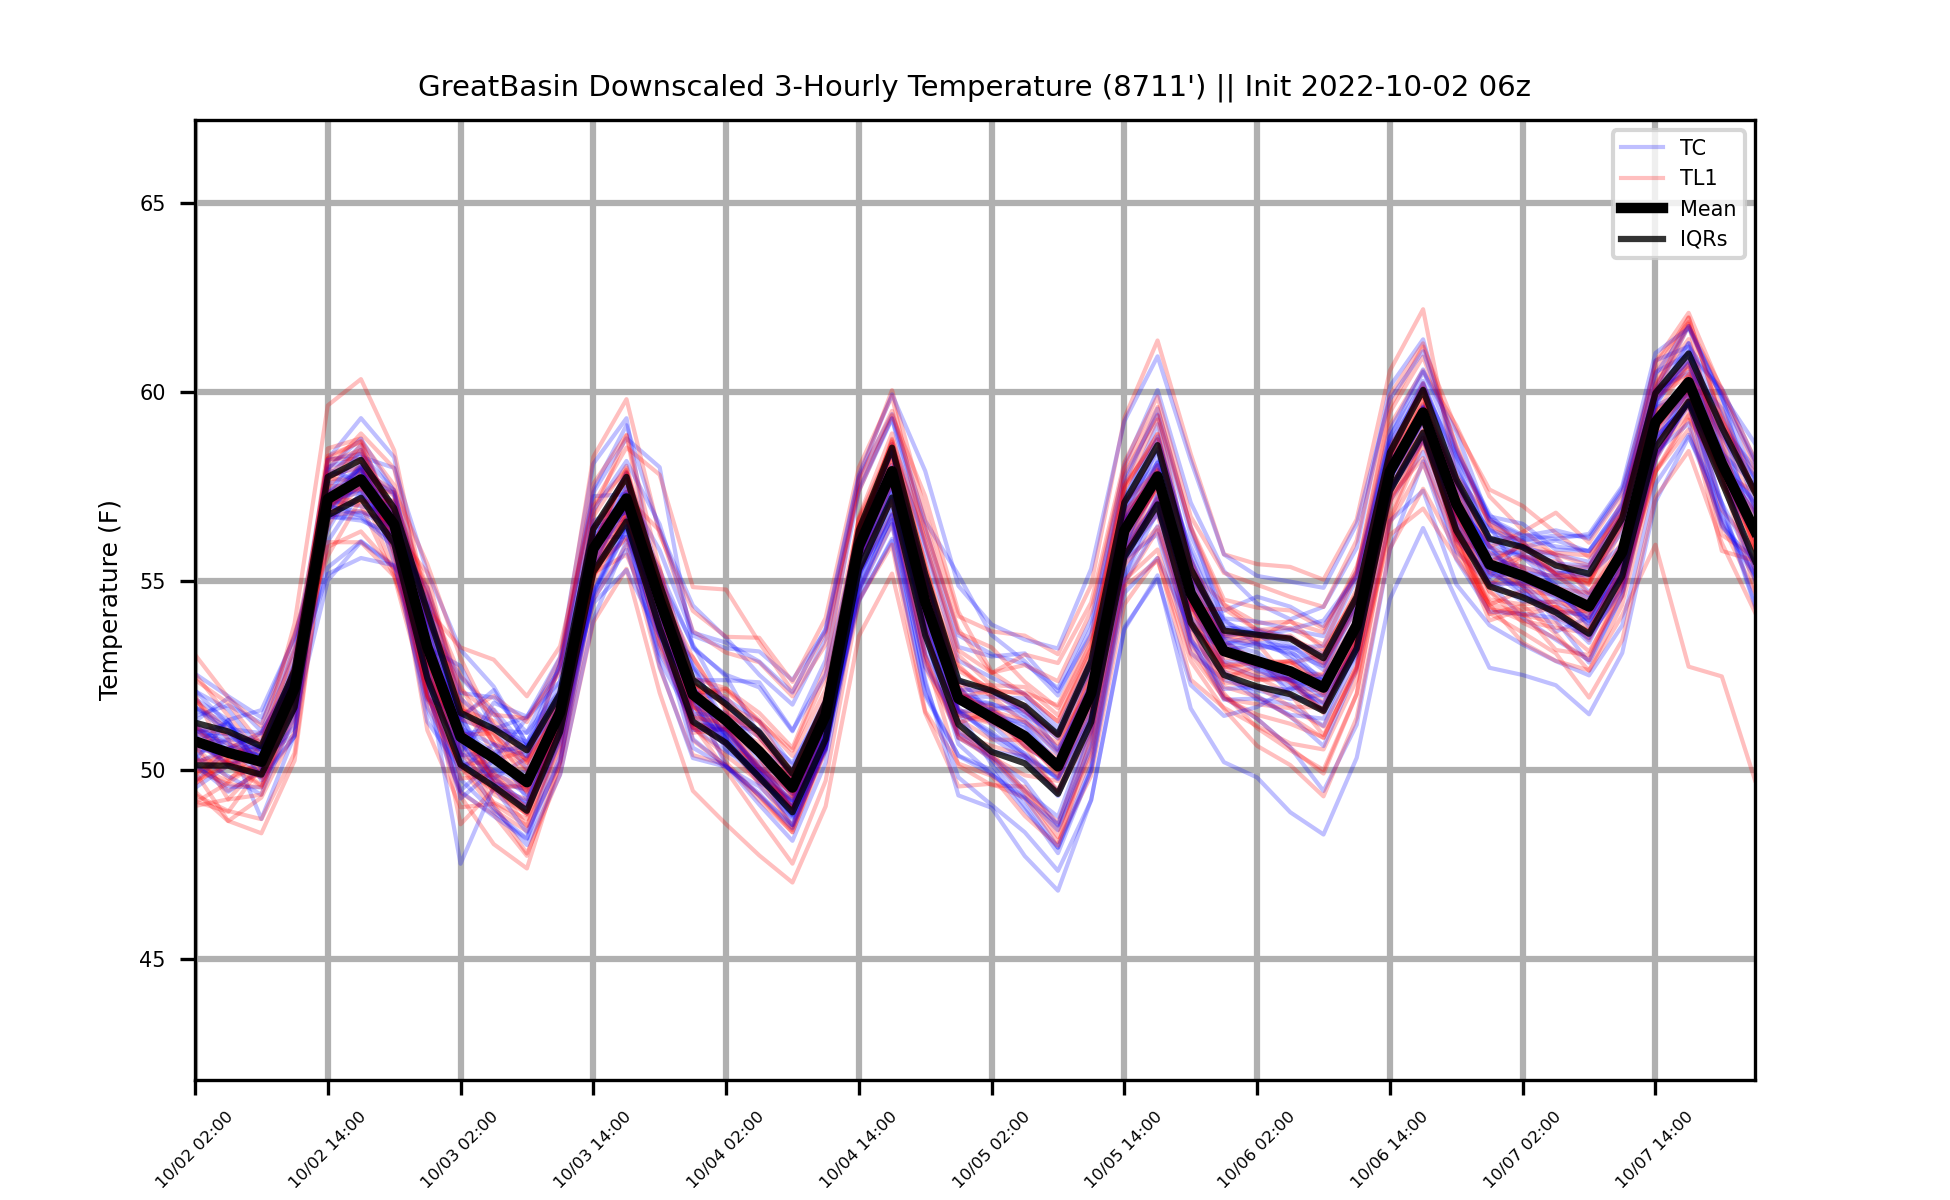 GreatBasin Downscaled 3-Hourly Temperature (8711') || Init 2022-10-02 06z
TC
TL1
Mean
IQRs
Temperature (F)
65
60
55
50
45
10/02 02:00
10/02 14:00
10/03 02:00
10/03 14:00
10/04 02:00
10/04 14:00
10/05 02:00
10/05 14:00
10/06 02:00
10/06 14:00
10/07 02:00
10/07 14:00